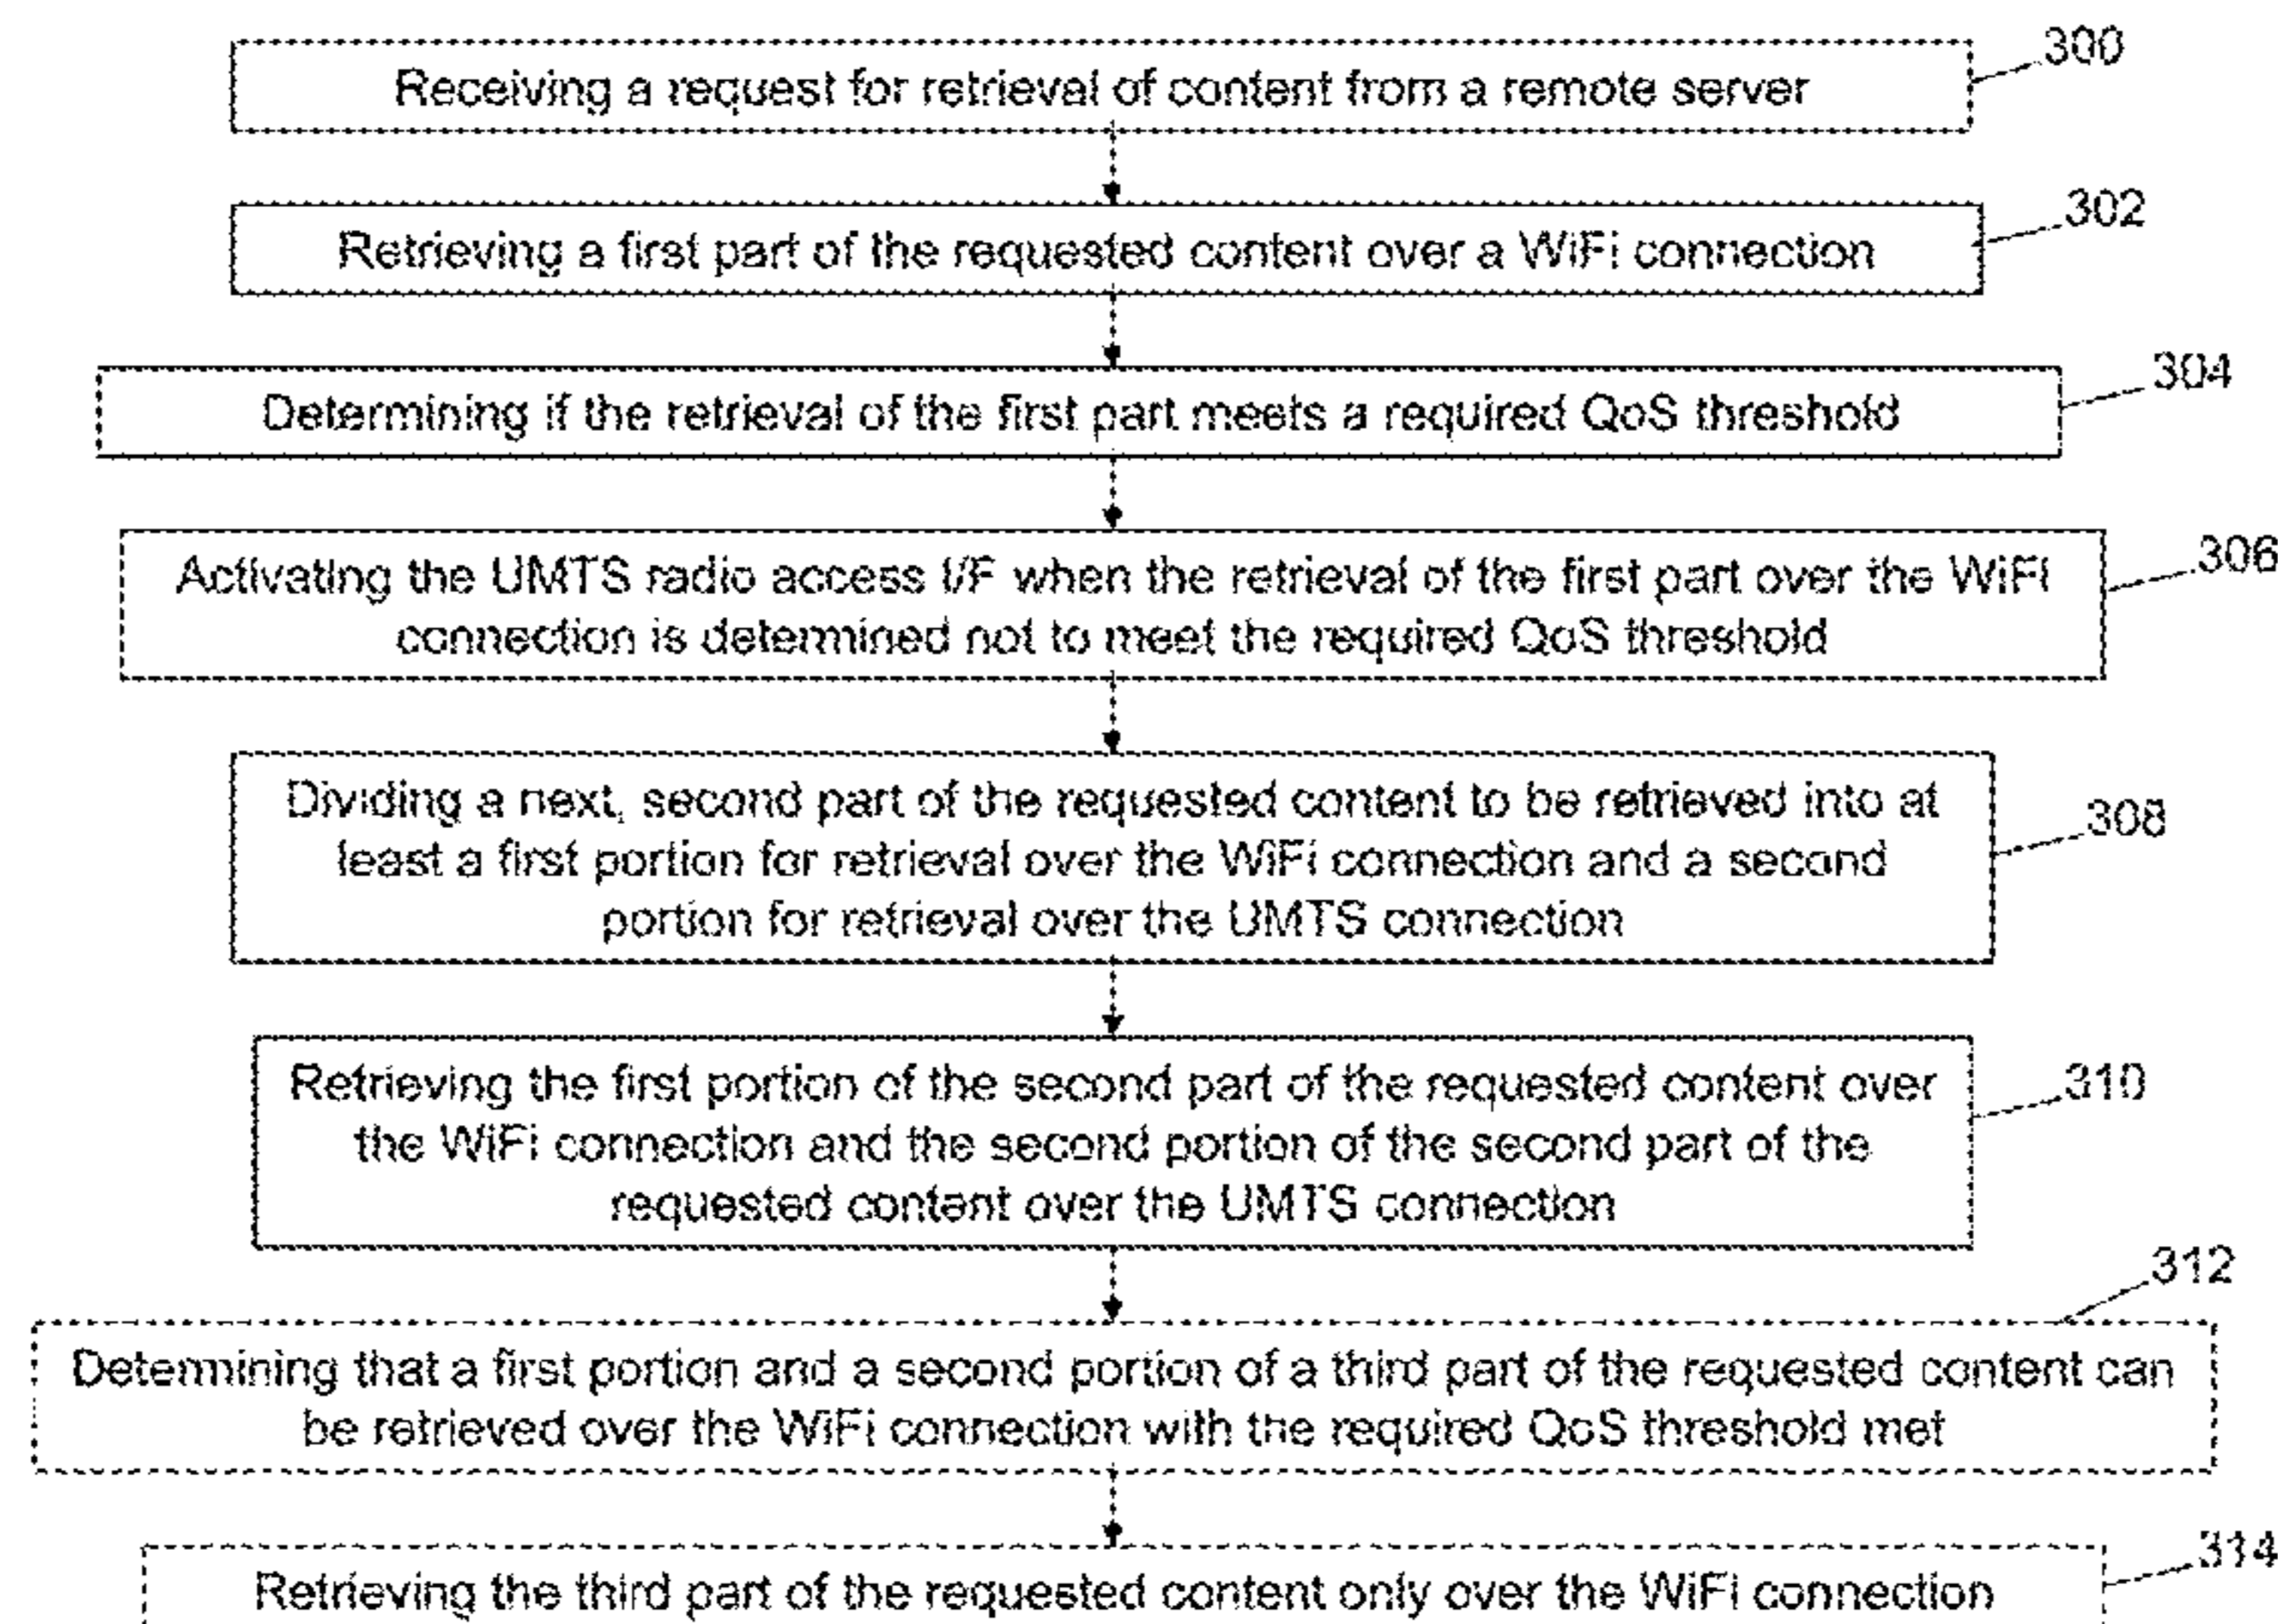 300
Receiving a request for retrieval of content from a remote server
302
Retrieving a first part of the requested content over a WiFi connection
304
Determining if the retrieval of the first part meets a required QoS threshold
306
Activating the UMTS radio access I/F when the retrieval of the first part over the WiFi
connection is determined not to meet the required QoS threshold
Dividing a next, second part of the requested content to be retrieved into at
308
least a first portion for retrieval over the WiFi connection and a second
portion for retrieval over the UMTS connection
Retrieving the first portion of the second part of the requested content over
310
the WiFi connection and the second portion of the second part of the
requested content over the UMTS connection
312
Determining that a first portion and a second portion of a third part of the requested content can
be retrieved over the WiFi connection with the required QoS threshold met
314
Retrieving the third part of the requested content only over the WiFi connection